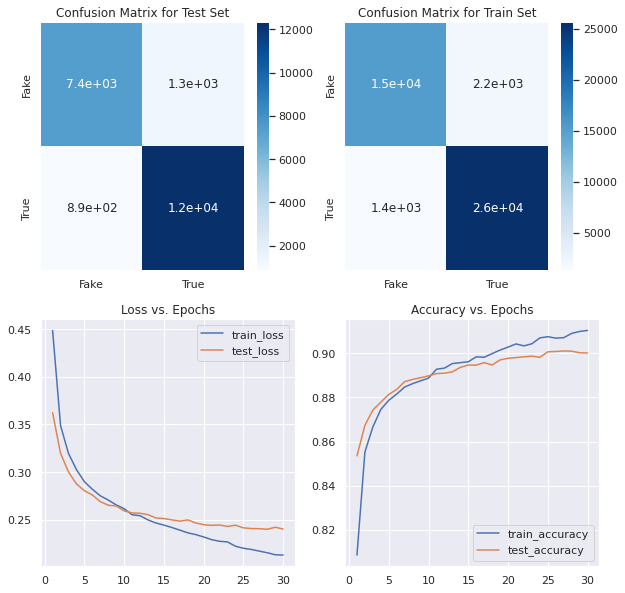 Confusion Matrix for Test Set
Fake
True
7.4e+03
1.3e+03
8.9e+02
1.2e+04
Fake
True
12000
10000
8000
6000
4000
2000
Confusion Matrix for Train Set
Fake
True
1.5e+04
2.2e+03
1.4e+03
2.6e+04
Fake
True
25000
20000
15000
10000
5000
Loss vs. Epochs
train_loss
test_loss
0.45
0.40
0.35
0.30
0.25
0
5
10
15
20
25
30
Accuracy vs. Epochs
0.90
0.88
0.86
0.84
0.82
train_accuracy
test_accuracy
0
5
10
15
20
25
30